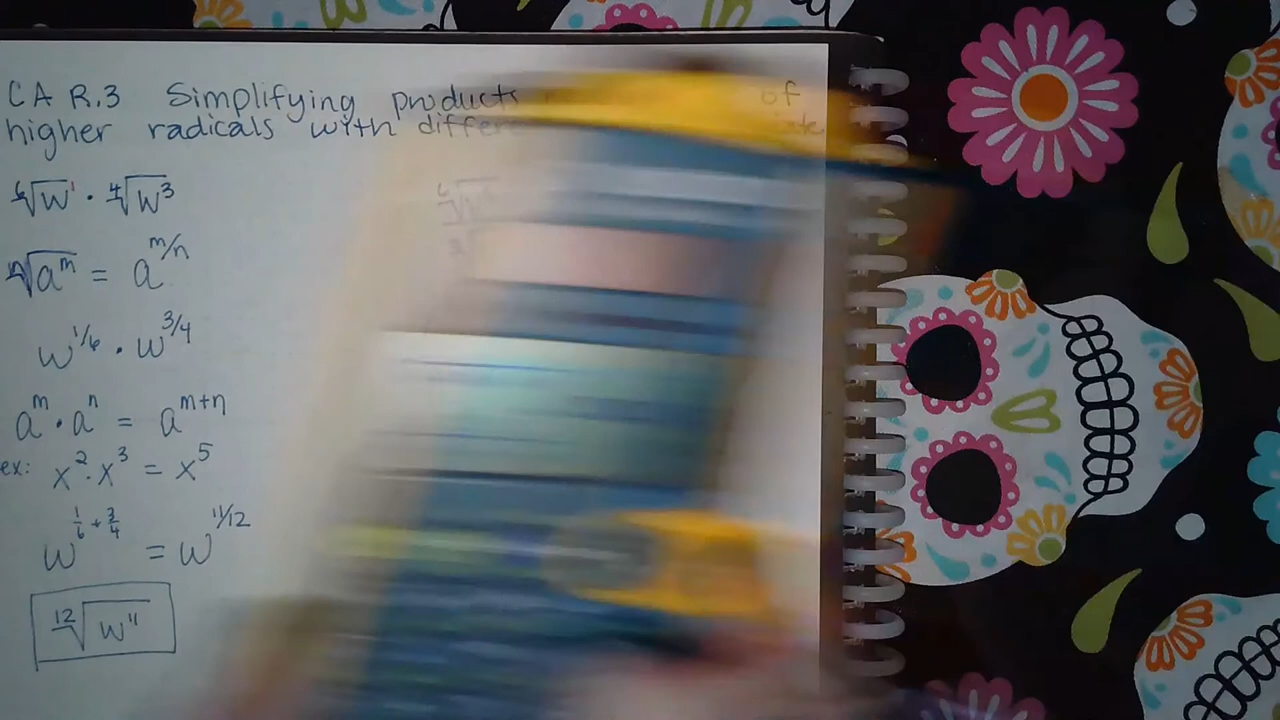 CA R.3 Simplifying products of
higher radicals with
⁶√w¹ · ⁴√w³
ⁿ√aᵐ = a^m/n
w^1/6 · w^3/4
aᵐ · aⁿ = a^m+n
ex: x² · x³ = x⁵
w^1/6 + 3/4 = w^11/12
¹²√w¹¹